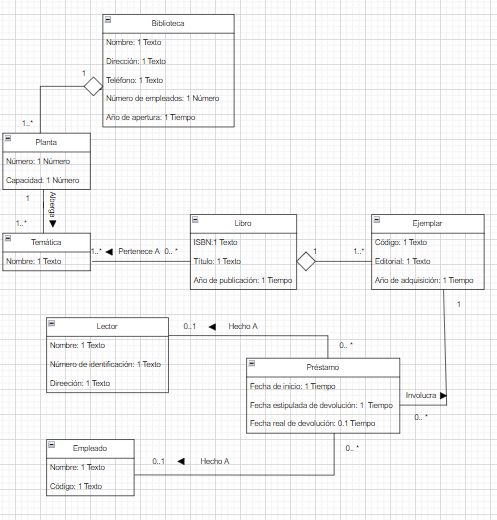 Biblioteca
Nombre: 1 Texto
Dirección: 1 Texto
Teléfono: 1 Texto
Número de empleados: 1 Número
Año de apertura: 1 Tiempo
1
1..*
Planta
Número: 1 Número
Capacidad: 1 Número
1
Alberga
1..*
Temática
Nombre: 1 Texto
1..*
Pertenece A
0.. *
Libro
ISBN:1 Texto
Título: 1 Texto
Año de publicación: 1 Tiempo
1
1..*
Ejemplar
Código: 1 Texto
Editorial: 1 Texto
Año de adquisición: 1 Tiempo
1
Lector
Nombre: 1 Texto
Número de identificación: 1 Texto
Direeción: 1 Texto
0..1
Hecho A
0.. *
Préstamo
Fecha de inicio: 1 Tiempo
Fecha estipulada de devolución: 1 Tiempo
Fecha real de devolución: 0.1 Tiempo
Involucra
0.. *
0.. *
Empleado
Nombre: 1 Texto
Código: 1 Texto
0..1
Hecho A